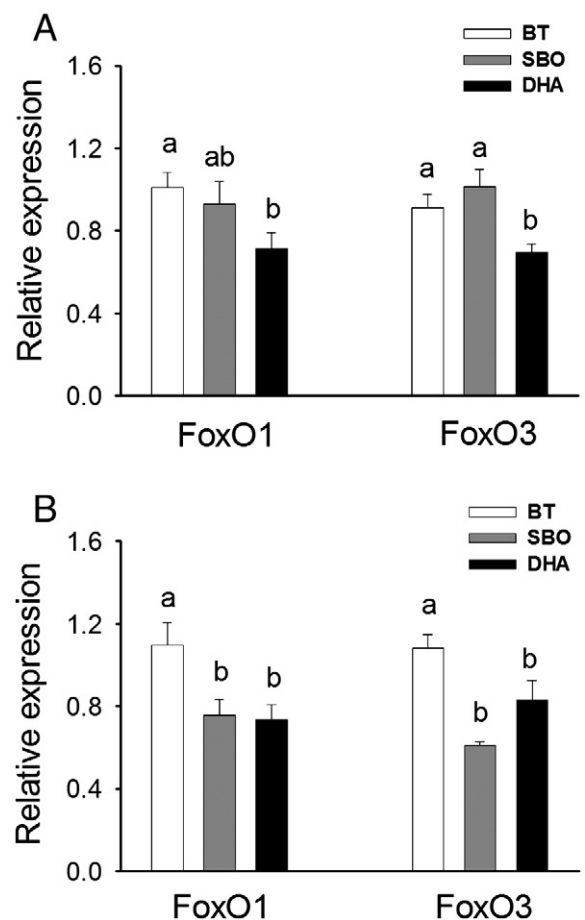 A
BT
SBO
DHA
Relative expression
1.6
1.2
0.8
0.4
0.0
a
ab
b
a
a
b
FoxO1 FoxO3
B
BT
SBO
DHA
Relative expression
1.6
1.2
0.8
0.4
0.0
a
b
b
a
b
b
FoxO1 FoxO3